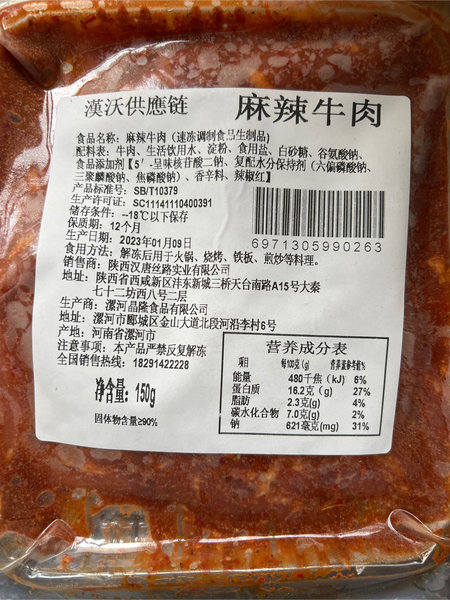 漢沃供應链 麻辣牛肉
食品名称：麻辣牛肉（速冻调制食品生制品）
配料表：牛肉、生活饮用水、淀粉、食用盐、白砂糖、谷氨酸钠、
食品添加剂【5’-呈味核苷酸二钠、复配水分保持剂（六偏磷酸钠、
三聚麟酸钠、焦磷酸钠）、香辛料、辣椒红】
产品标准号：SB/T10379
生产许可证：SC11141110400391
储存条件：--18℃以下保存
保质期：12个月
生产日期：2023年01月09日
6971305990263
食用方法：解冻后用于火锅、烧烤、铁板、煎炒等料理。
销售商：陕西汉唐丝路实业有限公司
地址：陕西省西咸新区沣东新城三桥天台南路A15号大秦
七十二坊西八号二层
生产商：漯河晶隆食品有限公司
地址：漯河市郾城区金山大道北段河沿李村6号
产地：河南省漯河市
注意事项：本产品严禁反复解冻
全国销售热线：18291422228
净含量：150g
固体物含量≥90%
营养成分表
项目 每100克(g) 营养素参考值%
能量 480千焦(kJ) 6%
蛋白质 16.2克(g) 27%
脂肪 2.3克(g) 4%
碳水化合物 7.0克(g) 2%
钠 621毫克(mg) 31%